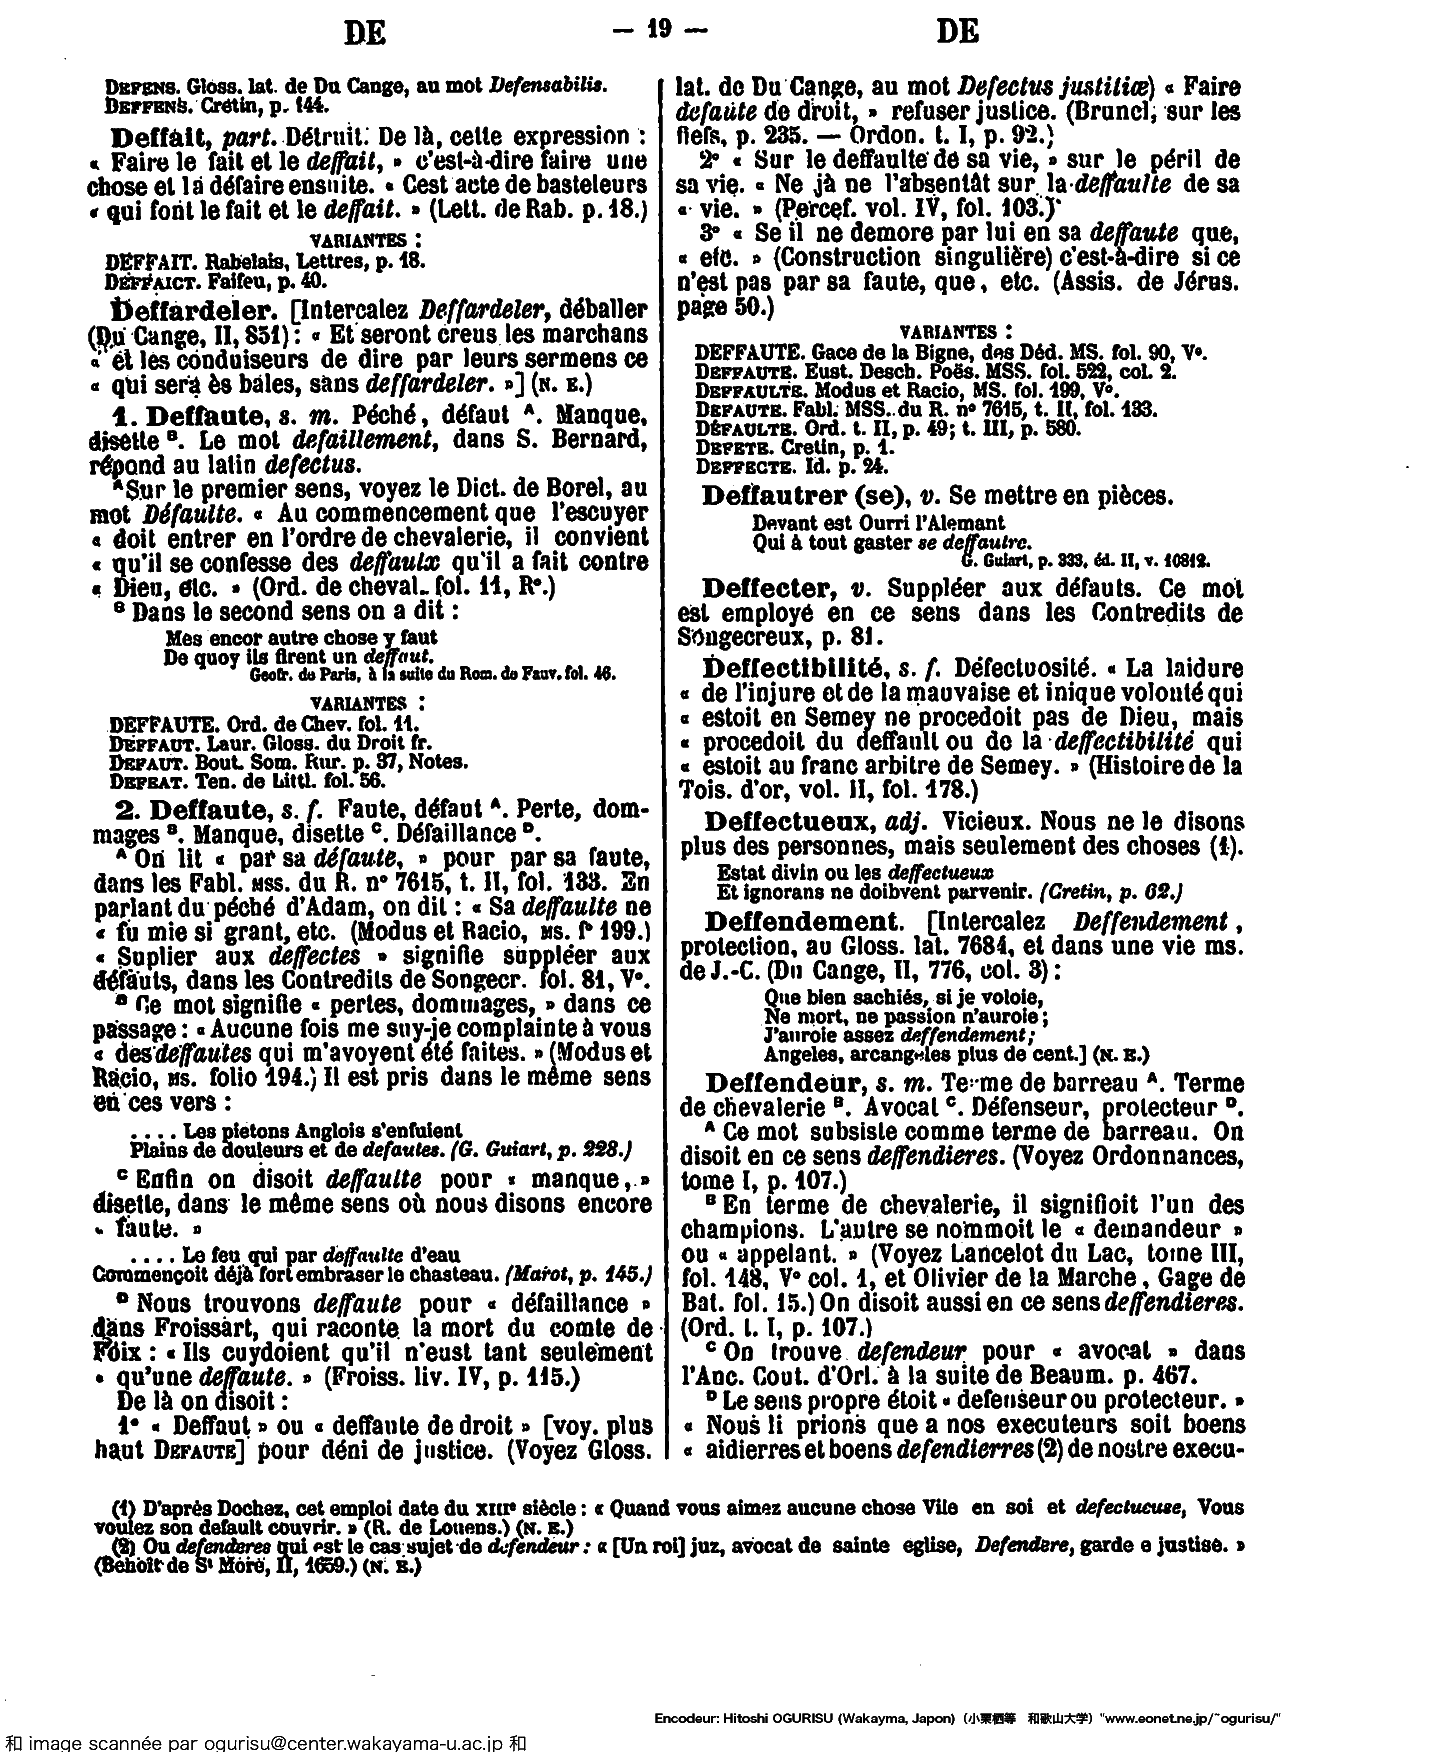 DE — 19 — DE
DEFENS. Gloss. lat. de Du Cange, au mot Defensabilis.
DEFFENS. Crétin, p. 144.
Deffait, part. Détruit. De là, cette expression :
« Faire le fait et le deffait, » c'est-à-dire faire une
chose et la défaire ensuite. « Cest acte de basteleurs
« qui font le fait et le deffait. » (Lett. de Rab. p. 18.)
VARIANTES :
DEFFAIT. Rabelais, Lettres, p. 18.
DEFFAICT. Faifeu, p. 40.
Deffardeler. [Intercalez Deffardeler, déballer
(Du Cange, II, 851) : « Et seront creus les marchans
« et les conduiseurs de dire par leurs sermens ce
« qui sera ès bales, sans deffardeler. »] (N. E.)
1. Deffaute, s. m. Péché, défaut A. Manque,
disette B. Le mot defaillement, dans S. Bernard,
répond au latin defectus.
A Sur le premier sens, voyez le Dict. de Borel, au
mot Défaulte. « Au commencement que l'escuyer
« doit entrer en l'ordre de chevalerie, il convient
« qu'il se confesse des deffaulx qu'il a fait contre
« Dieu, etc. » (Ord. de cheval. fol. 11, R°.)
B Dans le second sens on a dit :
Mes encor autre chose y faut
De quoy ils firent un deffaut.
Geofr. de Paris, à la suite du Rom. de Fauv. fol. 46.
VARIANTES :
DEFFAUTE. Ord. de Chev. fol. 11.
DEFFAUT. Laur. Gloss. du Droit fr.
DEFAUT. Bout. Som. Rur. p. 37, Notes.
DEFEAT. Ten. de Littl. fol. 56.
2. Deffaute, s. f. Faute, défaut A. Perte, dom-
mages B. Manque, disette C. Défaillance D.
A On lit « par sa défaute, » pour par sa faute,
dans les Fabl. MSS. du R. n° 7615, t. II, fol. 133. En
parlant du péché d'Adam, on dit : « Sa deffaulte ne
« fu mie si grant, etc. (Modus et Racio, MS. f° 199.)
« Suplier aux deffectes » signifie suppléer aux
défauts, dans les Contredits de Songecr. fol. 81, V°.
B Ce mot signifie « pertes, dommages, » dans ce
passage : « Aucune fois me suy-je complainte à vous
« des deffautes qui m'avoyent été faites. » (Modus et
Racio, MS. folio 194.) Il est pris dans le même sens
en ces vers :
.... Les pietons Anglois s'enfuient
Plains de douleurs et de defautes. (G. Guiart, p. 228.)
C Enfin on disoit deffaulte pour « manque, »
disette, dans le même sens où nous disons encore
« faute. »
.... Le feu qui par deffaulte d'eau
Commençoit déjà fort embraser le chasteau. (Marot, p. 145.)
D Nous trouvons deffaute pour « défaillance »
dans Froissart, qui raconte la mort du comte de
Foix : « Ils cuydoient qu'il n'eust tant seulement
« qu'une deffaute. » (Froiss. liv. IV, p. 115.)
De là on disoit :
1° « Deffaut » ou « deffaute de droit » [voy. plus
haut DEFAUTE] pour déni de justice. (Voyez Gloss.
lat. de Du Cange, au mot Defectus justitiæ) « Faire
defaute de droit, » refuser justice. (Brunel, sur les
fiefs, p. 235. — Ordon. t. I, p. 92.)
2° « Sur le deffaulte de sa vie, » sur le péril de
sa vie. « Ne jà ne l'absentât sur la deffaulte de sa
« vie. » (Percef. vol. IV, fol. 103.)
3° « Se il ne demore par lui en sa deffaute que,
« etc. » (Construction singulière) c'est-à-dire si ce
n'est pas par sa faute, que, etc. (Assis. de Jérus.
page 50.)
VARIANTES :
DEFFAUTE. Gace de la Bigne, des Déd. MS. fol. 90, V°.
DEFFAUTE. Eust. Desch. Poës. MSS. fol. 522, col. 2.
DEFFAULTE. Modus et Racio, MS. fol. 199, V°.
DEFAUTE. Fabl. MSS. du R. n° 7615, t. II, fol. 133.
DEFAULTE. Ord. t. II, p. 49; t. III, p. 580.
DEFETE. Cretin, p. 1.
DEFFECTE. Id. p. 24.
Deffautrer (se), v. Se mettre en pièces.
Devant est Ourri l'Alemant
Qui à tout gaster se deffautre.
G. Guiart, p. 333, éd. II, v. 10812.
Deffecter, v. Suppléer aux défauts. Ce mot
est employé en ce sens dans les Contredits de
Songecreux, p. 81.
Deffectibilité, s. f. Défectuosité. « La laidure
« de l'injure et de la mauvaise et inique volonté qui
« estoit en Semey ne procedoit pas de Dieu, mais
« procedoit du deffault ou de la deffectibilité qui
« estoit au franc arbitre de Semey. » (Histoire de la
Tois. d'or, vol. II, fol. 178.)
Deffectueux, adj. Vicieux. Nous ne le disons
plus des personnes, mais seulement des choses (1).
Estat divin ou les deffectueux
Et ignorans ne doibvent parvenir. (Cretin, p. 62.)
Deffendement. [Intercalez Deffendement,
protection, au Gloss. lat. 7684, et dans une vie ms.
de J.-C. (Du Cange, II, 776, col. 3) :
Que bien sachiés, si je voloie,
Ne mort, ne passion n'auroie ;
J'auroie assez deffendement ;
Angeles, arcangeles plus de cent.] (N. E.)
Deffendeur, s. m. Terme de barreau A. Terme
de chevalerie B. Avocat C. Défenseur, protecteur D.
A Ce mot subsiste comme terme de barreau. On
disoit en ce sens deffendieres. (Voyez Ordonnances,
tome I, p. 107.)
B En terme de chevalerie, il signifioit l'un des
champions. L'autre se nommoit le « demandeur »
ou « appelant. » (Voyez Lancelot du Lac, tome III,
fol. 148, V° col. 1, et Olivier de la Marche, Gage de
Bat. fol. 15.) On disoit aussi en ce sens deffendieres.
(Ord. t. I, p. 107.)
C On trouve defendeur pour « avocat » dans
l'Anc. Cout. d'Orl. à la suite de Beaum. p. 467.
D Le sens propre étoit « defenseur ou protecteur. »
« Nous li prions que a nos executeurs soit boens
« aidierres et boens defendierres (2) de nostre execu-
(1) D'après Dochez, cet emploi date du XIIIe siècle : « Quand vous aimez aucune chose Vile en soi et defectueuse, Vous
voulez son default couvrir. » (R. de Louens.) (N. E.)
(2) Ou defenderes qui est le cas sujet de defendeur : « [Un roi] juz, avocat de sainte eglise, Defendere, garde e justise. »
(Benoît de St More, II, 1659.) (N. E.)
Encodeur: Hitoshi OGURISU (Wakayma, Japon) (小栗栖等 和歌山大学) "www.eonet.ne.jp/~ogurisu/"
和 image scannée par ogurisu@center.wakayama-u.ac.jp 和